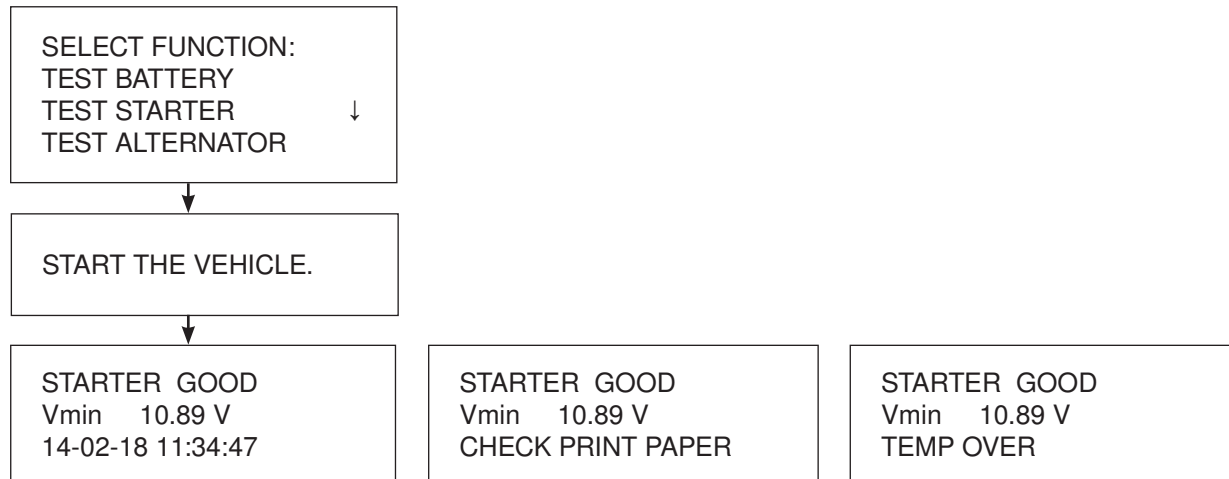 SELECT FUNCTION:
TEST BATTERY
TEST STARTER ↓
TEST ALTERNATOR
START THE VEHICLE.
STARTER GOOD
Vmin 10.89 V
14-02-18 11:34:47
STARTER GOOD
Vmin 10.89 V
CHECK PRINT PAPER
STARTER GOOD
Vmin 10.89 V
TEMP OVER